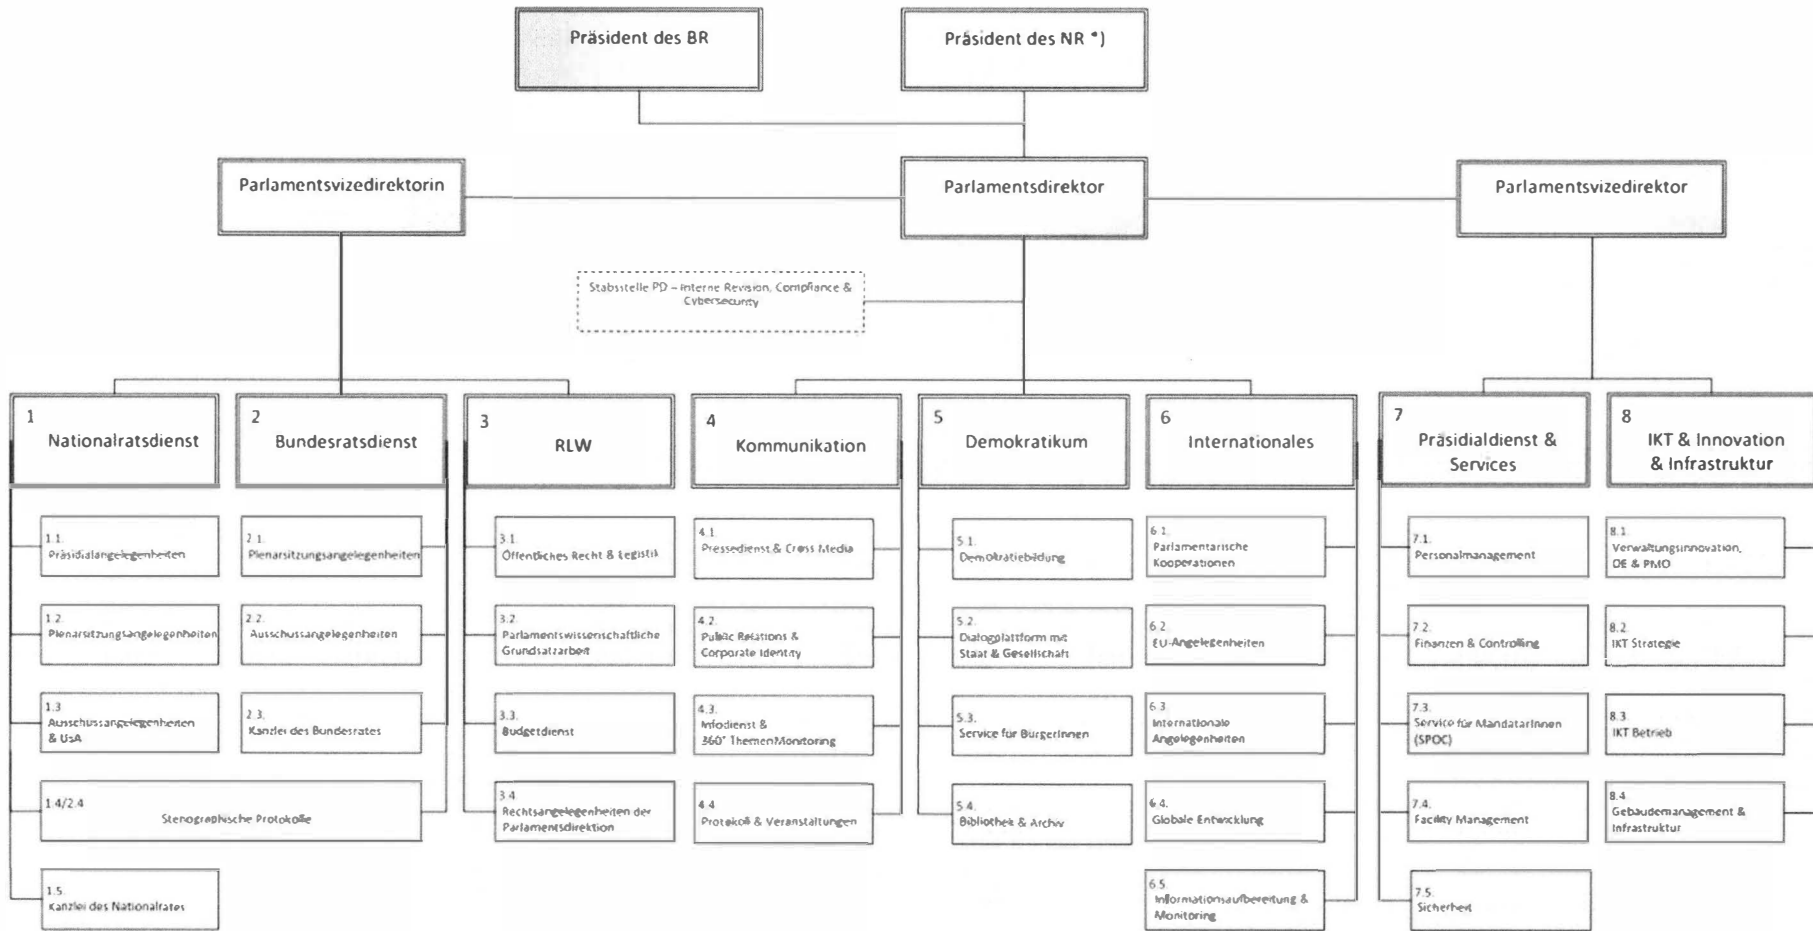 Präsident des BR
Präsident des NR *)
Parlamentsvizedirektorin
Parlamentsdirektor
Parlamentsvizedirektor
Stabsstelle PD – Interne Revision, Compliance &
Cybersecurity
1
Nationalratsdienst
2
Bundesratsdienst
3
RLW
4
Kommunikation
5
Demokratikum
6
Internationales
7
Präsidialdienst &
Services
8
IKT & Innovation
& Infrastruktur
1.1.
Präsidialangelegenheiten
1.2.
Plenarsitzungsangelegenheiten
1.3
Ausschussangelegenheiten
& UsA
1.4/2.4
Stenographische Protokolle
1.5.
Kanzlei des Nationalrates
2.1.
Plenarsitzungsangelegenheiten
2.2.
Ausschussangelegenheiten
2.3.
Kanzlei des Bundesrates
3.1
Öffentliches Recht & Legistik
3.2.
Parlamentswissenschaftliche
Grundsatzarbeit
3.3.
Budgetdienst
3.4
Rechtsangelegenheiten der
Parlamentsdirektion
4.1
Pressedienst & Cross Media
4.2.
Public Relations &
Corporate Identity
4.3.
Infodienst &
360° ThemenMonitoring
4.4
Protokoll & Veranstaltungen
5.1.
Demokratiebildung
5.2
Dialogplattform mit
Staat & Gesellschaft
5.3.
Service für BürgerInnen
5.4.
Bibliothek & Archiv
6.1.
Parlamentarische
Kooperationen
6.2.
EU-Angelegenheiten
6.3
Internationale
Angelegenheiten
6.4.
Globale Entwicklung
6.5
Informationsaufbereitung &
Monitoring
7.1.
Personalmanagement
7.2.
Finanzen & Controlling
7.3.
Service für MandatarInnen
(SPOC)
7.4.
Facility Management
7.5.
Sicherheit
8.1
Verwaltungsinnovation,
OE & PMO
8.2.
IKT Strategie
8.3
IKT Betrieb
8.4
Gebäudemanagement &
Infrastruktur